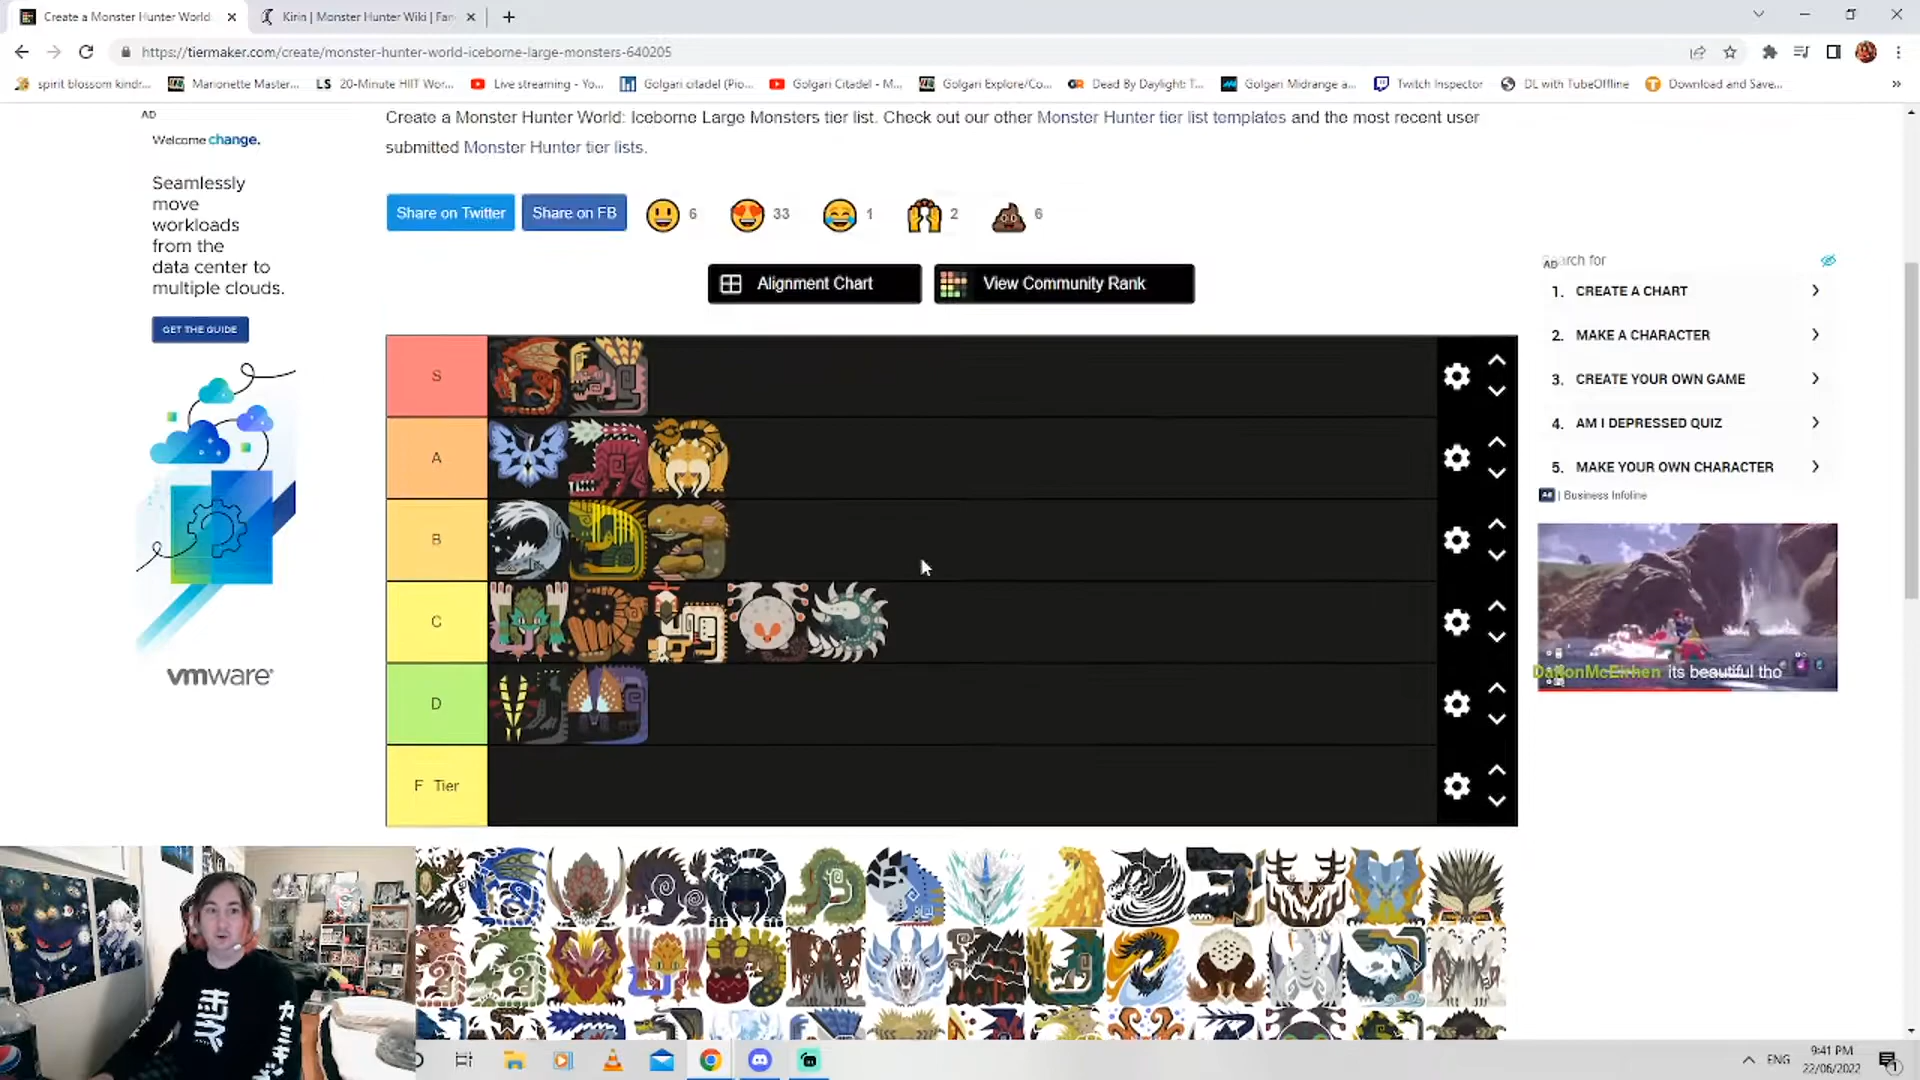 Create a Monster Hunter World
Kirin | Monster Hunter Wiki | Fan
https://tiermaker.com/create/monster-hunter-world-iceborne-large-monsters-640205
spirit blossom kindr...
Marionette Master...
LS 20-Minute HIIT Wor...
Live streaming - Yo...
Golgari citadel (Pio...
Golgari Citadel - M...
Golgari Explore/Co...
Dead By Daylight: T...
Golgari Midrange a...
Twitch Inspector
DL with TubeOffline
Download and Save...
AD
Welcome change.
Seamlessly
move
workloads
from the
data center to
multiple clouds.
GET THE GUIDE
vmware
Create a Monster Hunter World: Iceborne Large Monsters tier list. Check out our other Monster Hunter tier list templates and the most recent user
submitted Monster Hunter tier lists.
Share on Twitter
Share on FB
6
33
1
2
6
Alignment Chart
View Community Rank
S
A
B
C
D
F Tier
AD
rch for
1. CREATE A CHART
2. MAKE A CHARACTER
3. CREATE YOUR OWN GAME
4. AM I DEPRESSED QUIZ
5. MAKE YOUR OWN CHARACTER
| Business Infoline
its beautiful tho
ENG
9:41 PM
22/06/2022